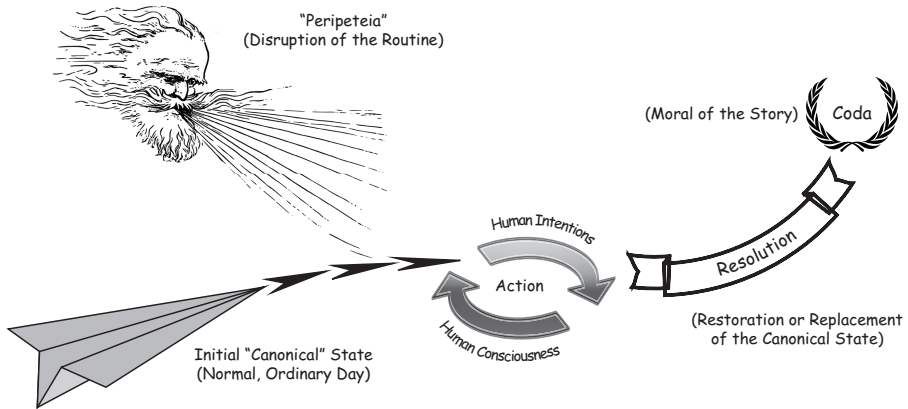 “Peripeteia”
(Disruption of the Routine)
(Moral of the Story)
Coda
Human Intentions
Action
Human Consciousness
Resolution
(Restoration or Replacement
of the Canonical State)
Initial “Canonical” State
(Normal, Ordinary Day)